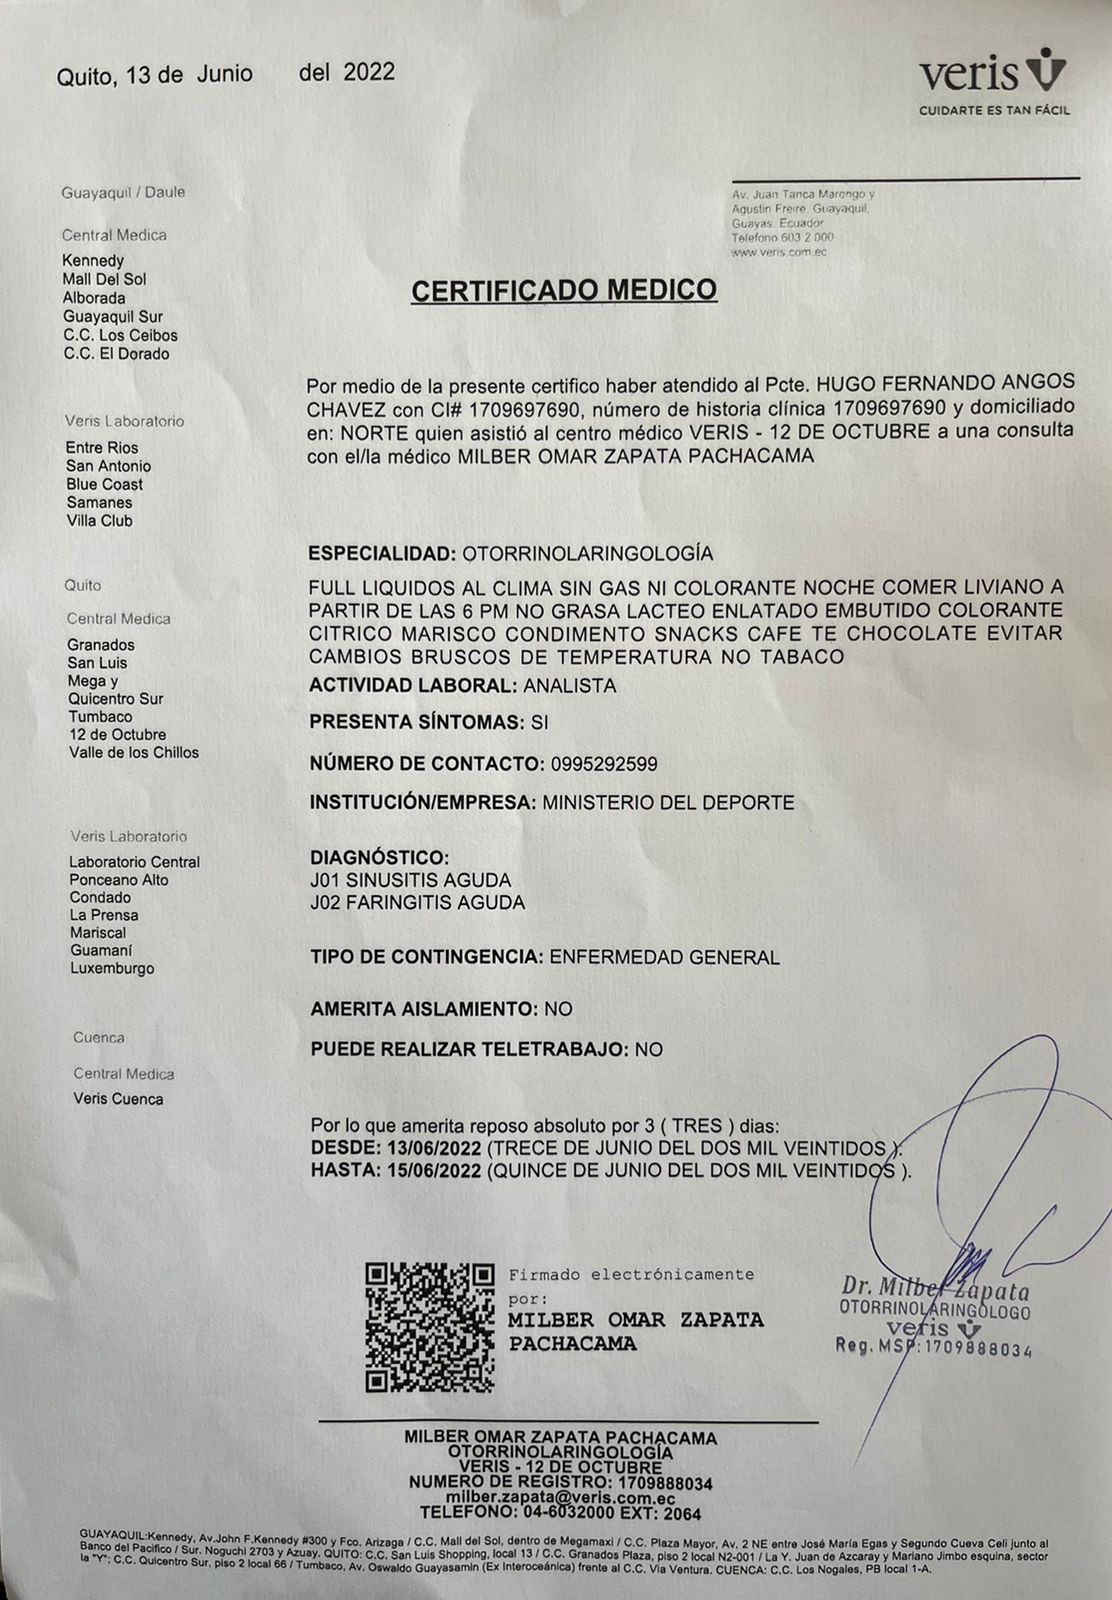 Quito, 13 de Junio del 2022
veris
CUIDARTE ES TAN FÁCIL
Av. Juan Tanca Marengo y
Agustin Freire. Guayaquil,
Guayas. Ecuador
Telefono 603 2 000
www.veris.com.ec
Guayaquil / Daule
Central Medica
Kennedy
Mall Del Sol
Alborada
Guayaquil Sur
C.C. Los Ceibos
C.C. El Dorado
Veris Laboratorio
Entre Rios
San Antonio
Blue Coast
Samanes
Villa Club
Quito
Central Medica
Granados
San Luis
Mega y
Quicentro Sur
Tumbaco
12 de Octubre
Valle de los Chillos
Veris Laboratorio
Laboratorio Central
Ponceano Alto
Condado
La Prensa
Mariscal
Guamaní
Luxemburgo
Cuenca
Central Medica
Veris Cuenca
CERTIFICADO MEDICO
Por medio de la presente certifico haber atendido al Pcte. HUGO FERNANDO ANGOS
CHAVEZ con CI# 1709697690, número de historia clínica 1709697690 y domiciliado
en: NORTE quien asistió al centro médico VERIS - 12 DE OCTUBRE a una consulta
con el/la médico MILBER OMAR ZAPATA PACHACAMA
ESPECIALIDAD: OTORRINOLARINGOLOGÍA
FULL LIQUIDOS AL CLIMA SIN GAS NI COLORANTE NOCHE COMER LIVIANO A
PARTIR DE LAS 6 PM NO GRASA LACTEO ENLATADO EMBUTIDO COLORANTE
CITRICO MARISCO CONDIMENTO SNACKS CAFE TE CHOCOLATE EVITAR
CAMBIOS BRUSCOS DE TEMPERATURA NO TABACO
ACTIVIDAD LABORAL: ANALISTA
PRESENTA SÍNTOMAS: SI
NÚMERO DE CONTACTO: 0995292599
INSTITUCIÓN/EMPRESA: MINISTERIO DEL DEPORTE
DIAGNÓSTICO:
J01 SINUSITIS AGUDA
J02 FARINGITIS AGUDA
TIPO DE CONTINGENCIA: ENFERMEDAD GENERAL
AMERITA AISLAMIENTO: NO
PUEDE REALIZAR TELETRABAJO: NO
Por lo que amerita reposo absoluto por 3 ( TRES ) dias:
DESDE: 13/06/2022 (TRECE DE JUNIO DEL DOS MIL VEINTIDOS ).
HASTA: 15/06/2022 (QUINCE DE JUNIO DEL DOS MIL VEINTIDOS ).
Firmado electrónicamente
por:
MILBER OMAR ZAPATA
PACHACAMA
Dr. Milber Zapata
OTORRINOLARINGÓLOGO
veris
Reg. MSP: 1709888034
MILBER OMAR ZAPATA PACHACAMA
OTORRINOLARINGOLOGÍA
VERIS - 12 DE OCTUBRE
NUMERO DE REGISTRO: 1709888034
milber.zapata@veris.com.ec
TELEFONO: 04-6032000 EXT: 2064
GUAYAQUIL:Kennedy, Av.John F.Kennedy #300 y Fco. Arizaga / C.C. Mall del Sol, dentro de Megamaxi / C.C. Plaza Mayor, Av. 2 NE entre José María Egas y Segundo Cueva Celi junto al
Banco del Pacifico / Sur. Noguchi 2703 y Azuay. QUITO: C.C. San Luis Shopping, local 13 / C.C. Granados Plaza, piso 2 local N2-001 / La Y. Juan de Azcaray y Mariano Jimbo esquina, sector
la "Y"; C.C. Quicentro Sur, piso 2 local 66 / Tumbaco, Av. Oswaldo Guayasamin (Ex Interoceánica) frente al C.C. Via Ventura. CUENCA: C.C. Los Nogales, PB local 1-A.